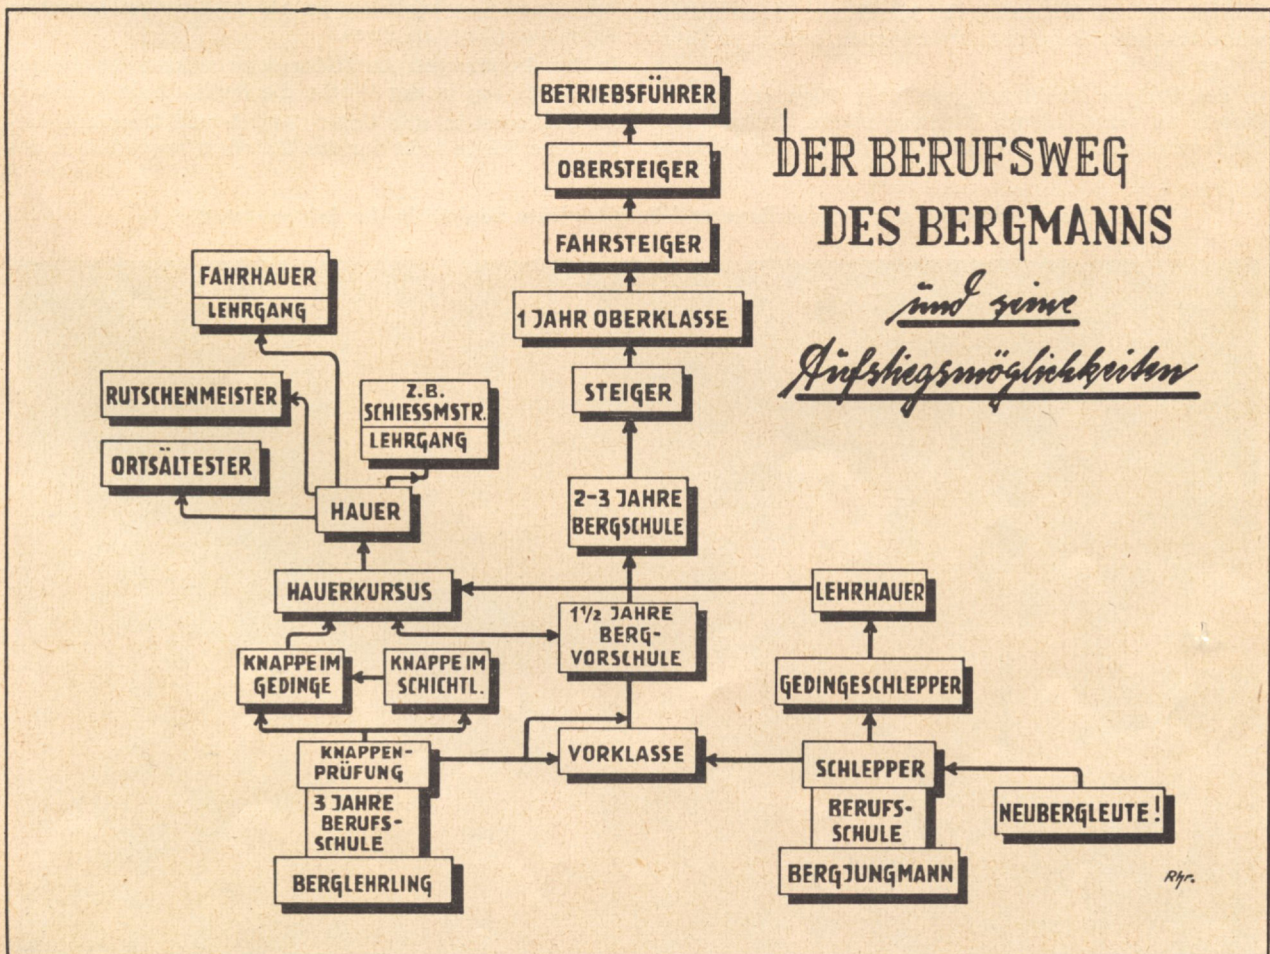 DER BERUFSWEG
DES BERGMANNS
und seine
Aufstiegsmöglichkeiten
BETRIEBSFÜHRER
OBERSTEIGER
FAHRSTEIGER
1 JAHR OBERKLASSE
STEIGER
2-3 JAHRE
BERGSCHULE
FAHRHAUER
LEHRGANG
RUTSCHENMEISTER
Z.B.
SCHIESSMSTR.
LEHRGANG
ORTSÄLTESTER
HAUER
HAUERKURSUS
LEHRHAUER
1½ JAHRE
BERG-
VORSCHULE
KNAPPE IM
GEDINGE
KNAPPE IM
SCHICHTL.
GEDINGESCHLEPPER
KNAPPEN-
PRÜFUNG
VORKLASSE
SCHLEPPER
3 JAHRE
BERUFS-
SCHULE
BERUFS-
SCHULE
NEUBERGLEUTE!
BERGLEHRLING
BERGJUNGMANN
Rhr.